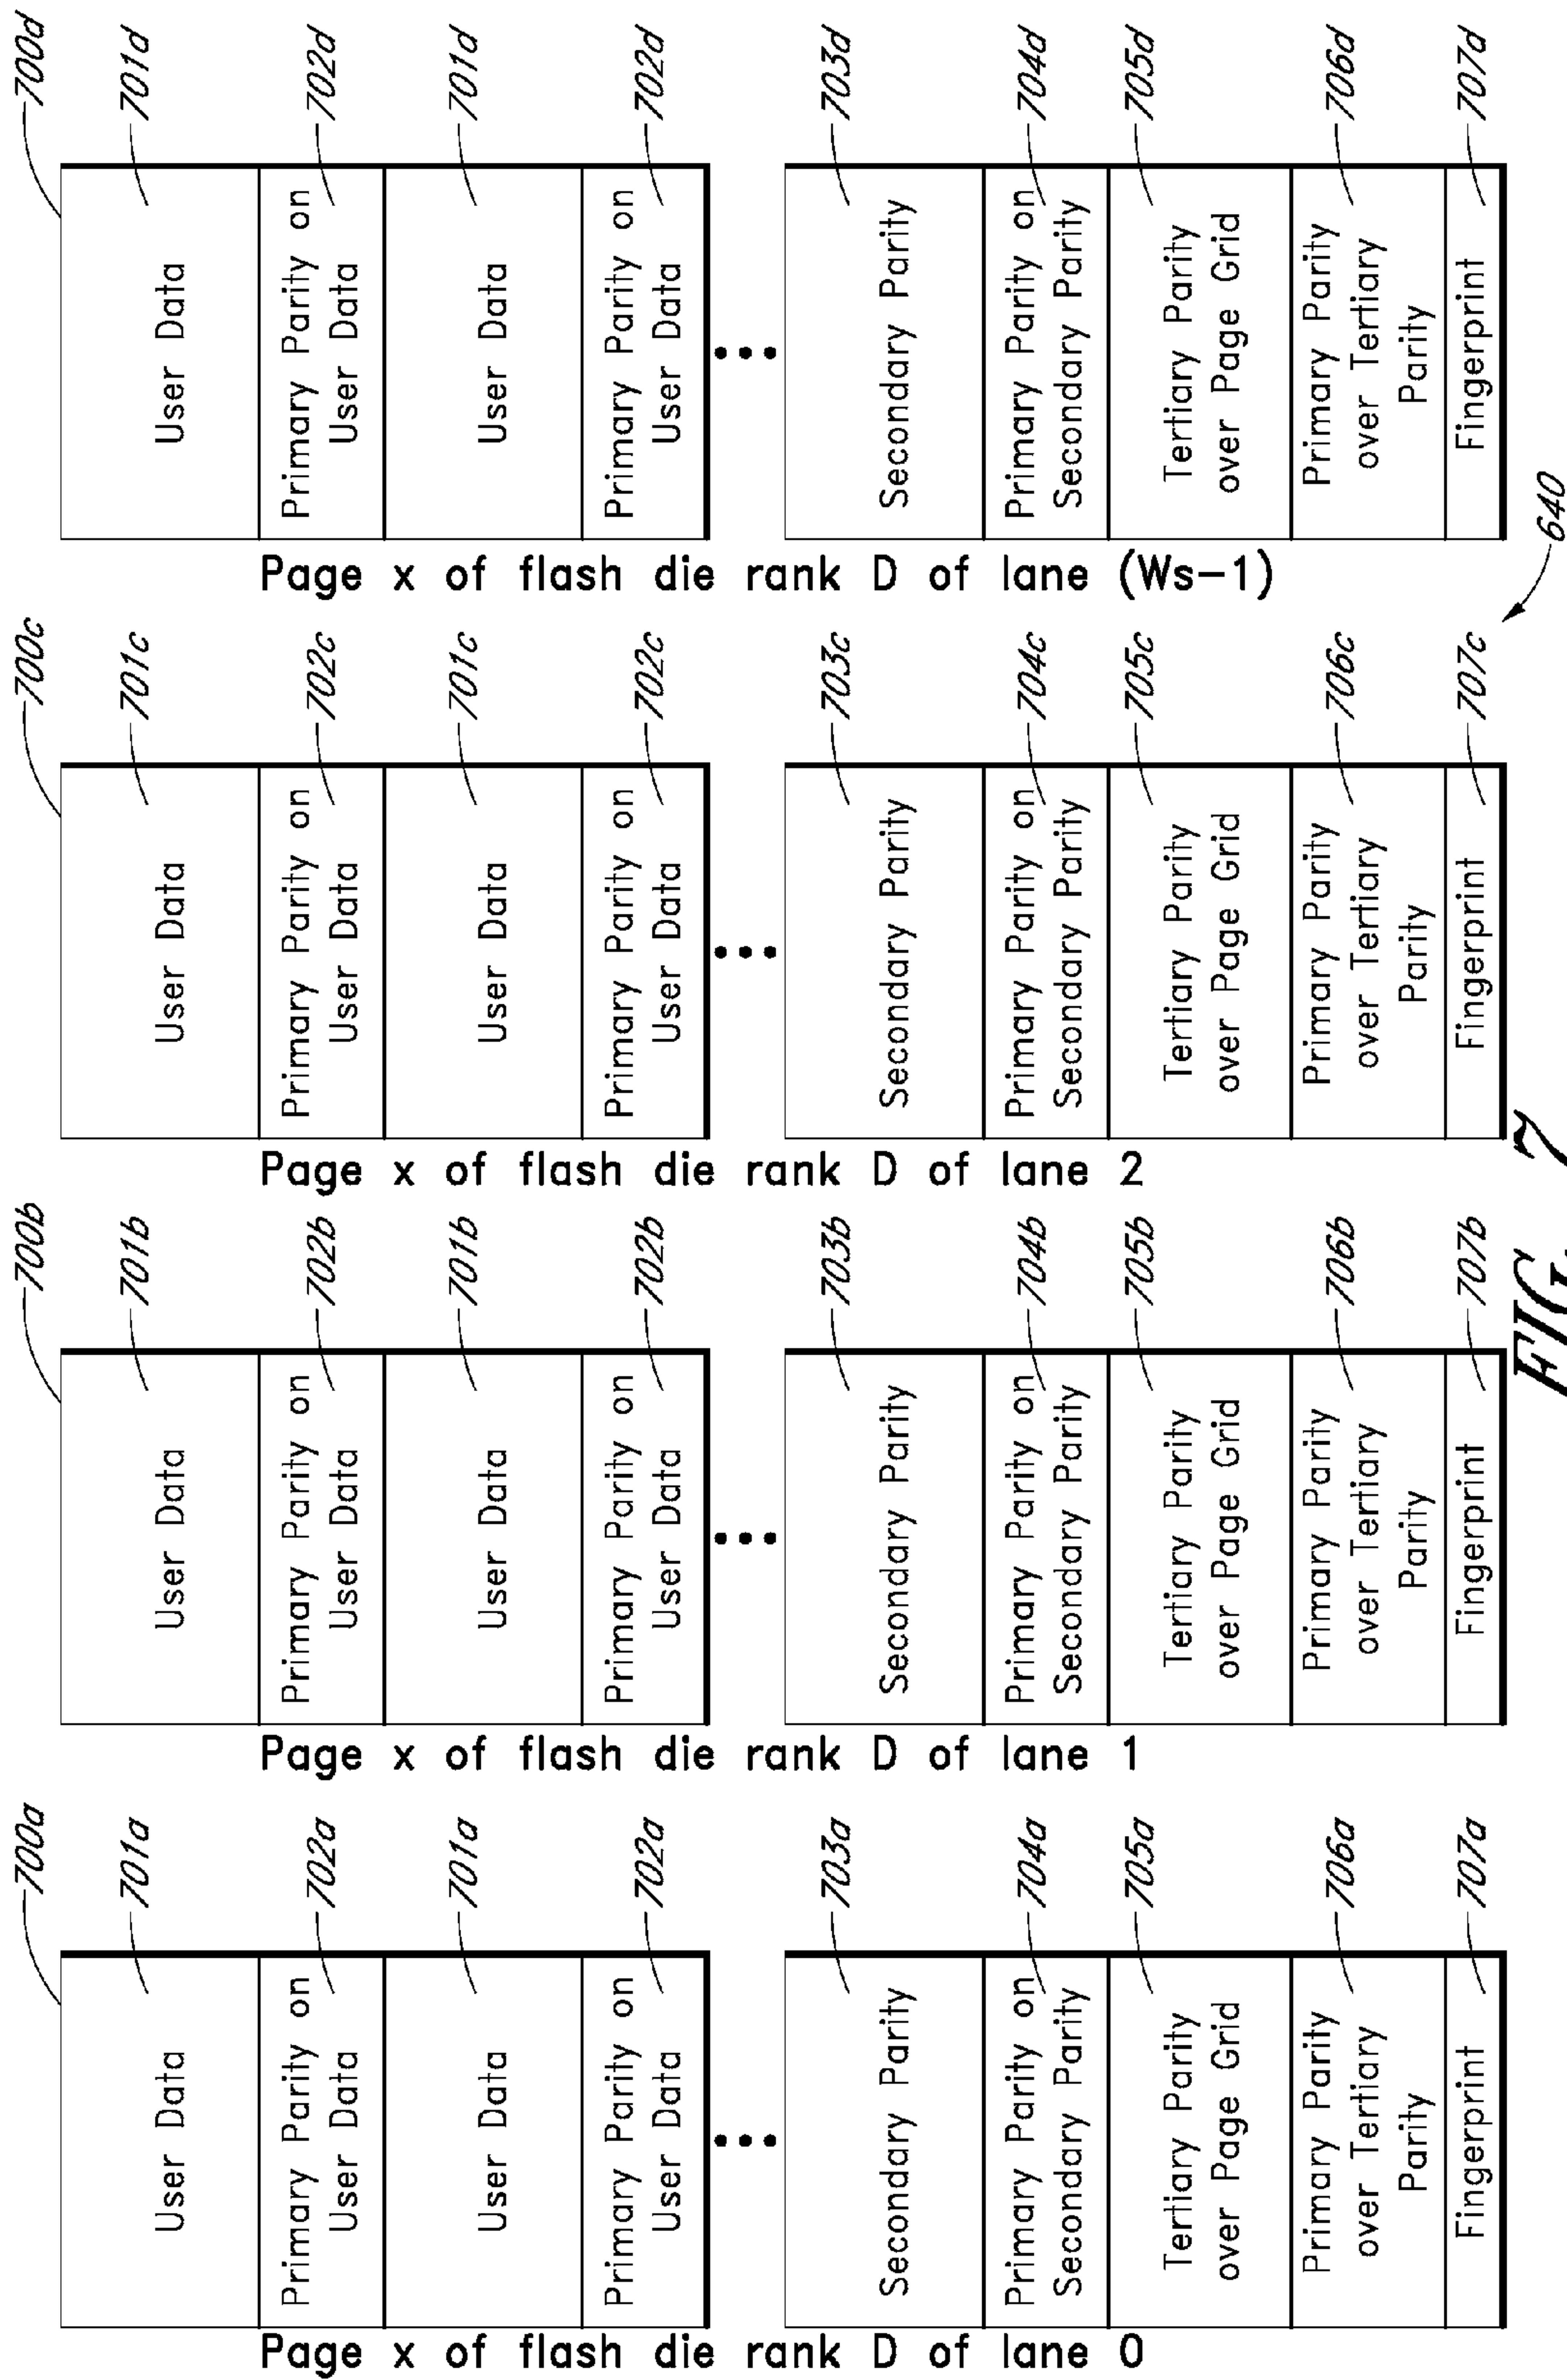 700a
Page x of flash die rank D of lane 0
User Data
701a
Primary Parity on
User Data
702a
User Data
701a
Primary Parity on
User Data
702a
Secondary Parity
703a
Primary Parity on
Secondary Parity
704a
Tertiary Parity
over Page Grid
705a
Primary Parity
over Tertiary
Parity
706a
Fingerprint
707a
700b
Page x of flash die rank D of lane 1
User Data
701b
Primary Parity on
User Data
702b
User Data
701b
Primary Parity on
User Data
702b
Secondary Parity
703b
Primary Parity on
Secondary Parity
704b
Tertiary Parity
over Page Grid
705b
Primary Parity
over Tertiary
Parity
706b
Fingerprint
707b
700c
Page x of flash die rank D of lane 2
User Data
701c
Primary Parity on
User Data
702c
User Data
701c
Primary Parity on
User Data
702c
Secondary Parity
703c
Primary Parity on
Secondary Parity
704c
Tertiary Parity
over Page Grid
705c
Primary Parity
over Tertiary
Parity
706c
Fingerprint
707c
700d
Page x of flash die rank D of lane (Ws-1)
User Data
701d
Primary Parity on
User Data
702d
User Data
701d
Primary Parity on
User Data
702d
Secondary Parity
703d
Primary Parity on
Secondary Parity
704d
Tertiary Parity
over Page Grid
705d
Primary Parity
over Tertiary
Parity
706d
Fingerprint
707d
640
FIG. 7